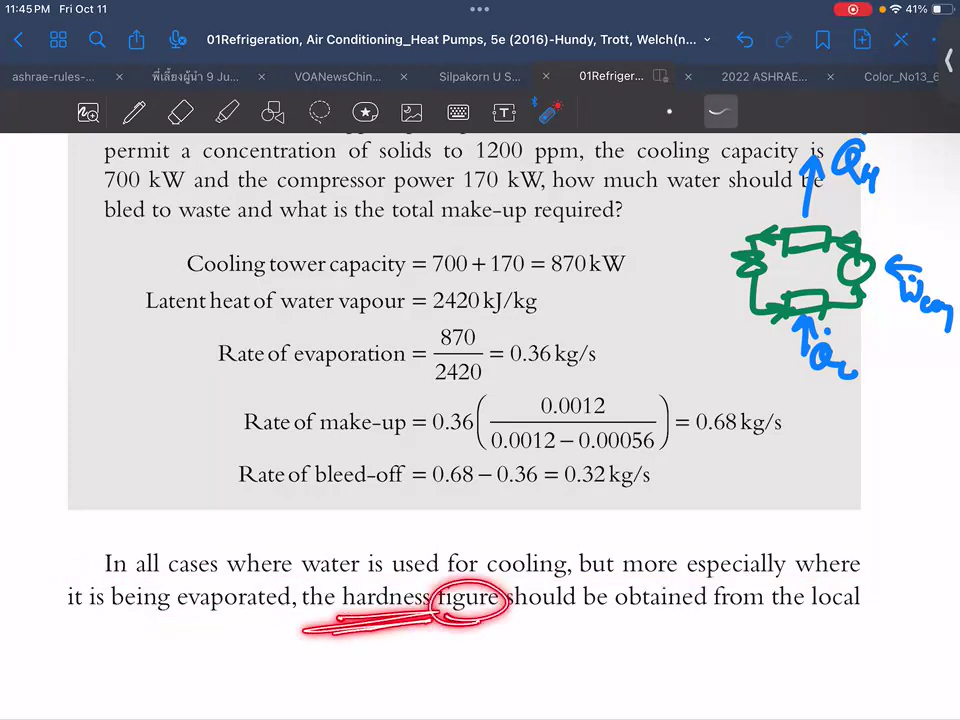 11:45 PM Fri Oct 11
41%
01Refrigeration, Air Conditioning_Heat Pumps, 5e (2016)-Hundy, Trott, Welch(n...
ashrae-rules-...
พี่เลี้ยงผู้นำ 9 Ju...
VOANewsChin...
Silpakorn U S...
01Refriger...
2022 ASHRAE...
Color_No13_6
permit a concentration of solids to 1200 ppm, the cooling capacity is
700 kW and the compressor power 170 kW, how much water should be
bled to waste and what is the total make-up required?
Cooling tower capacity = 700 + 170 = 870 kW
Latent heat of water vapour = 2420 kJ/kg
Rate of evaporation = 870/2420 = 0.36 kg/s
Rate of make-up = 0.36 (0.0012/(0.0012 − 0.00056)) = 0.68 kg/s
Rate of bleed-off = 0.68 − 0.36 = 0.32 kg/s
Q_H
In all cases where water is used for cooling, but more especially where
it is being evaporated, the hardness figure should be obtained from the local